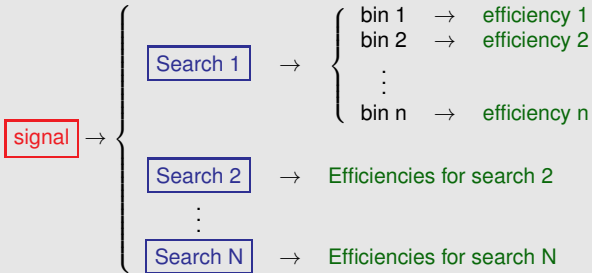 bin 1 → efficiency 1
bin 2 → efficiency 2
Search 1 → ⋮
bin n → efficiency n
signal →
Search 2 → Efficiencies for search 2
⋮
Search N → Efficiencies for search N